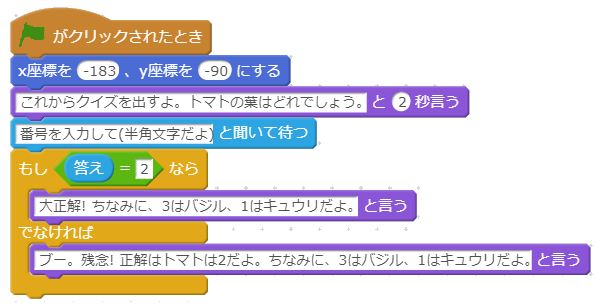 がクリックされたとき
x座標を -183 、y座標を -90 にする
これからクイズを出すよ。トマトの葉はどれでしょう。 と 2 秒言う
番号を入力して(半角文字だよ) と聞いて待つ
もし 答え = 2 なら
大正解! ちなみに、3はバジル、1はキュウリだよ。 と言う
でなければ
ブー。残念! 正解はトマトは2だよ。ちなみに、3はバジル、1はキュウリだよ。 と言う